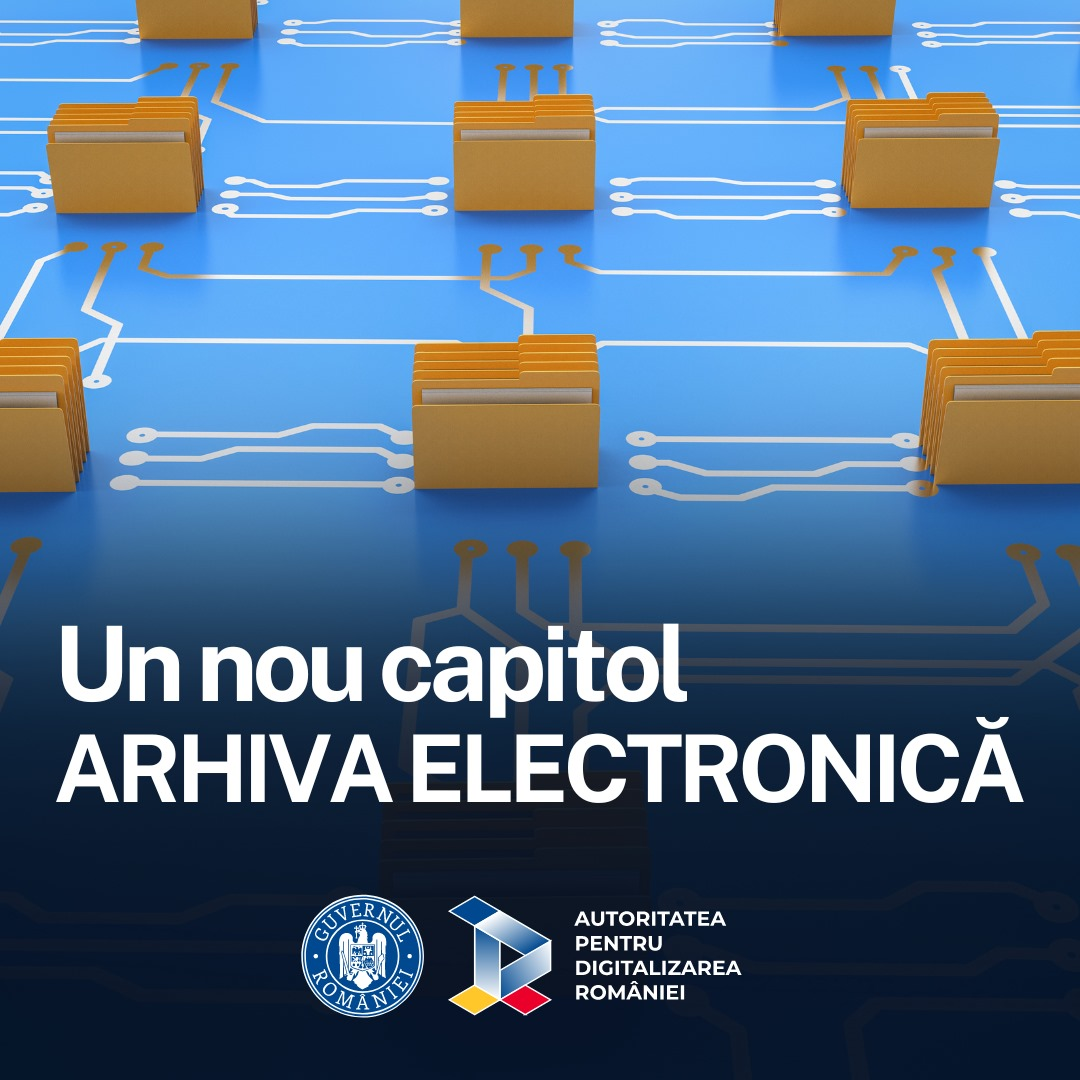 Un nou capitol
ARHIVA ELECTRONICĂ
GUVERNUL
ROMÂNIEI
AUTORITATEA
PENTRU
DIGITALIZAREA
ROMÂNIEI